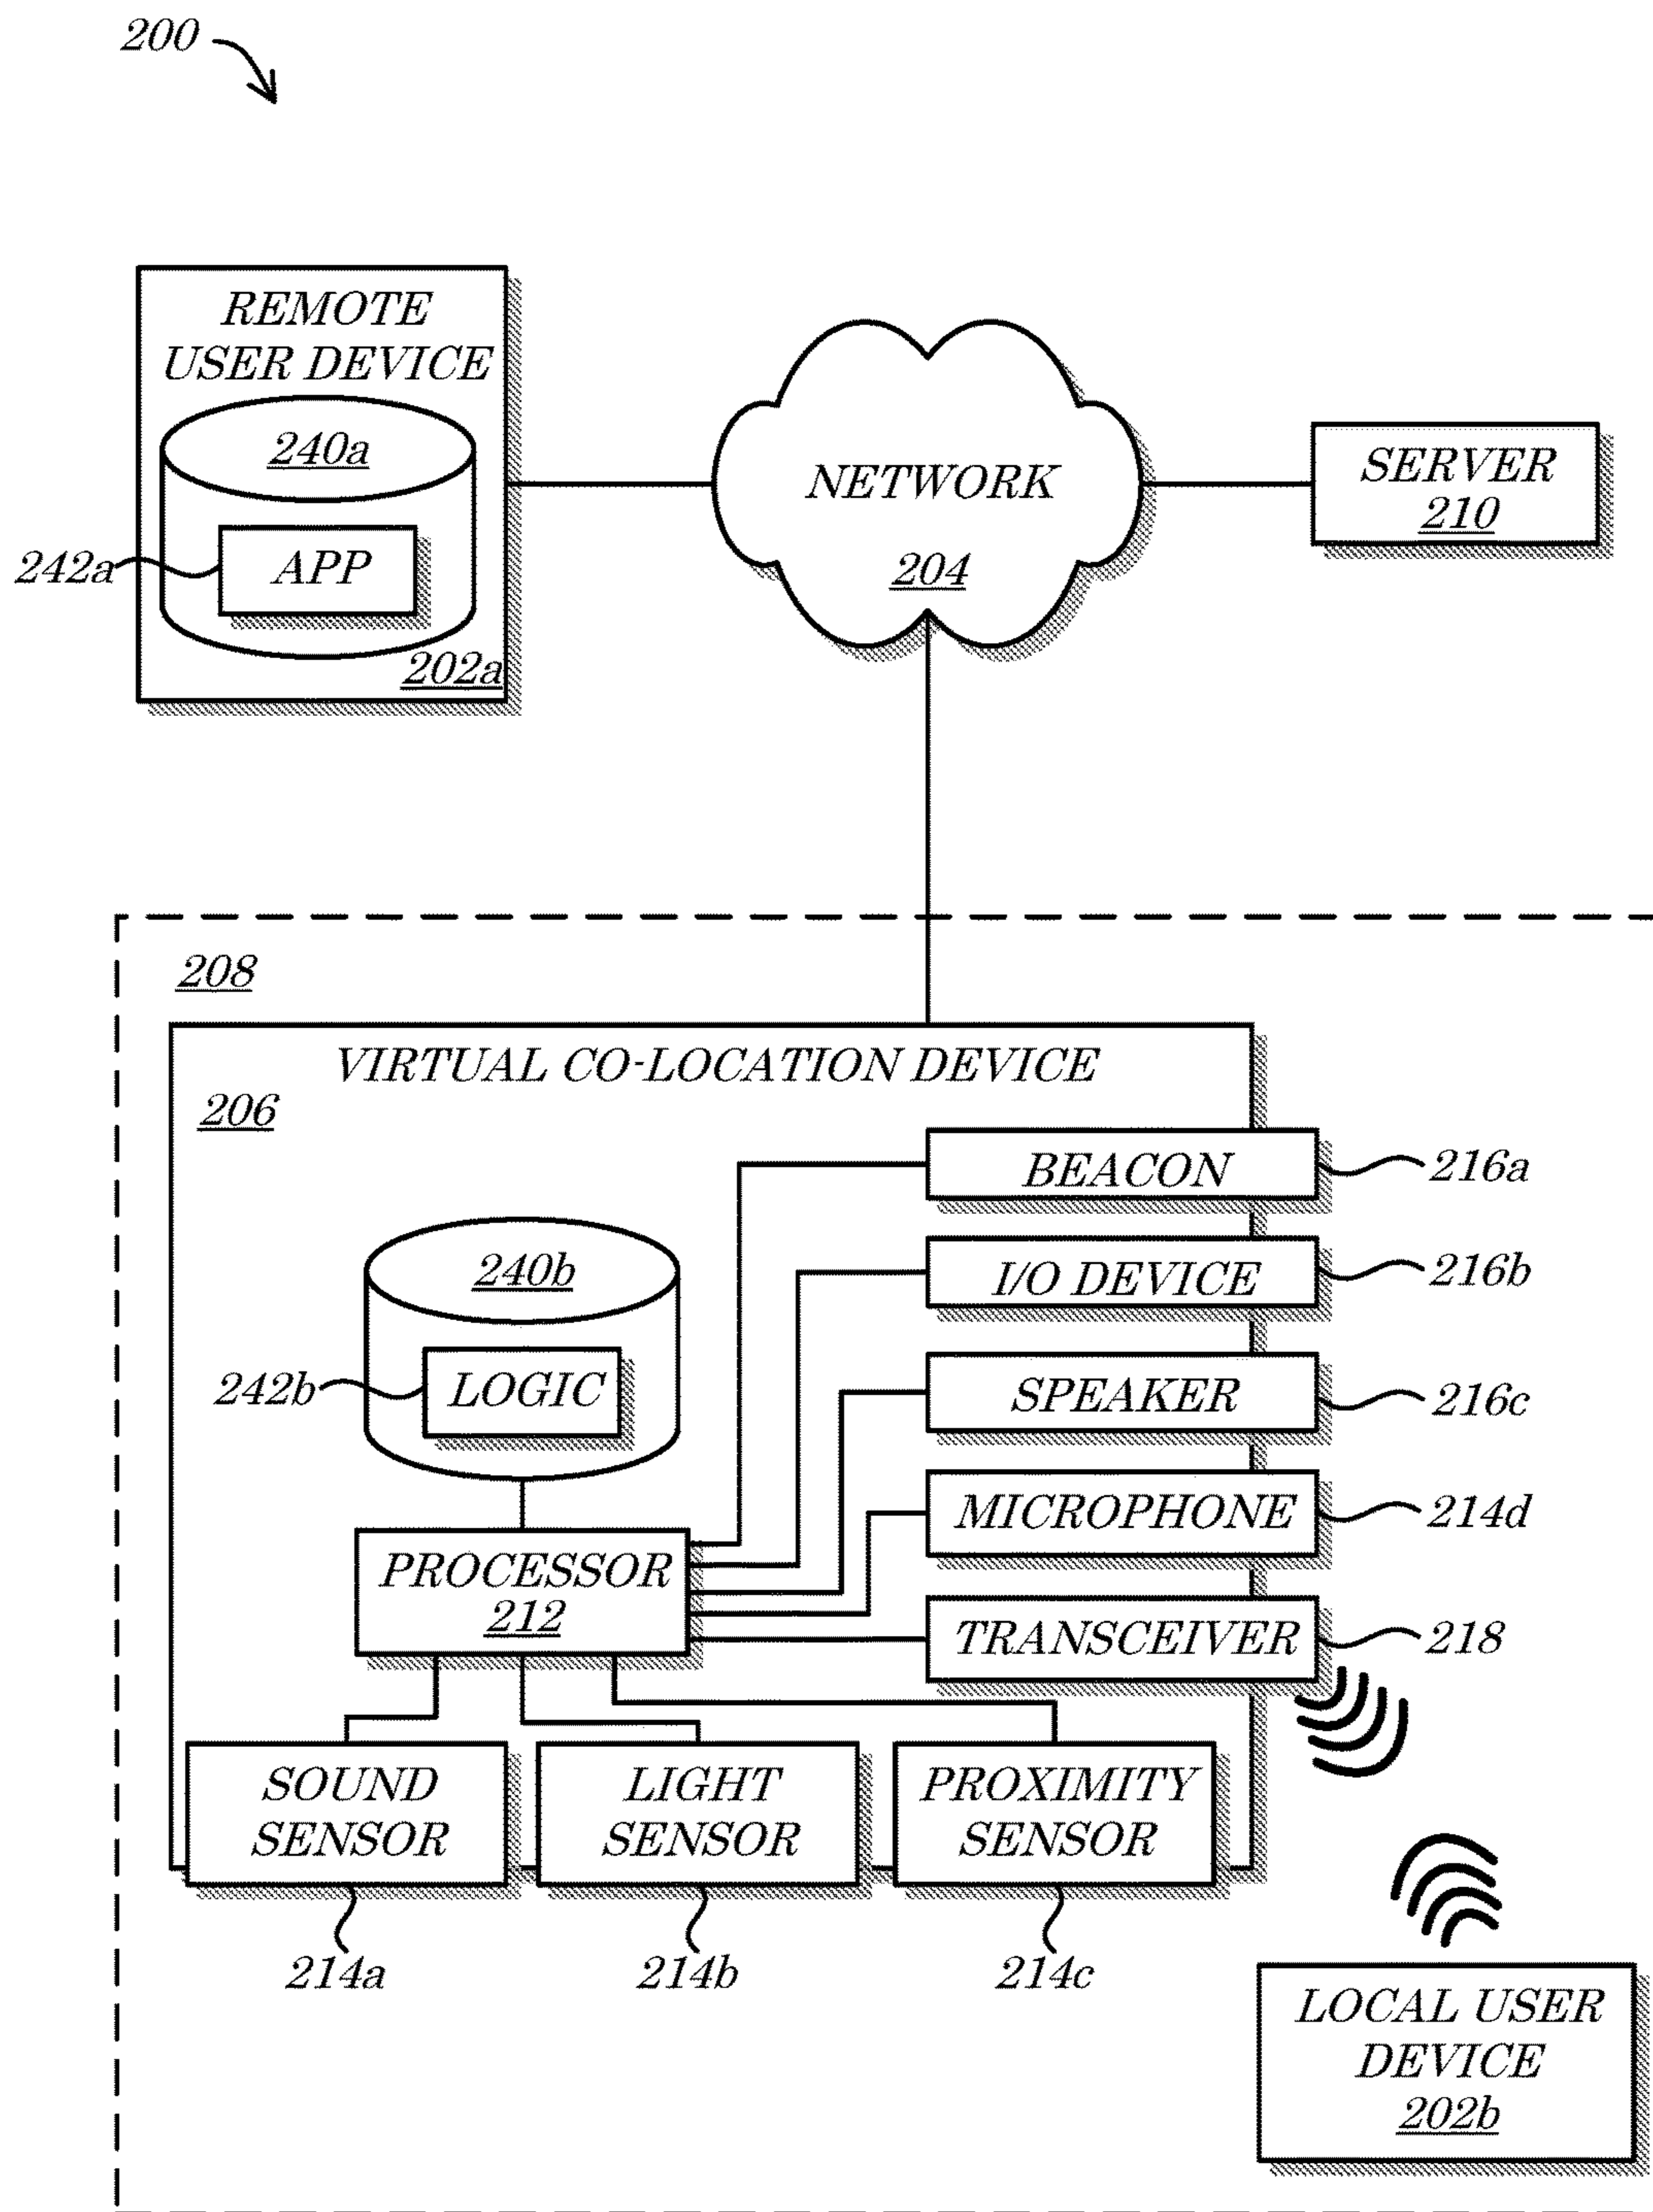 200
REMOTE
USER DEVICE
240a
242a
APP
202a
NETWORK
204
SERVER
210
208
VIRTUAL CO-LOCATION DEVICE
206
BEACON
216a
240b
I/O DEVICE
216b
242b
LOGIC
SPEAKER
216c
MICROPHONE
214d
PROCESSOR
212
TRANSCEIVER
218
SOUND
SENSOR
LIGHT
SENSOR
PROXIMITY
SENSOR
214a
214b
214c
LOCAL USER
DEVICE
202b